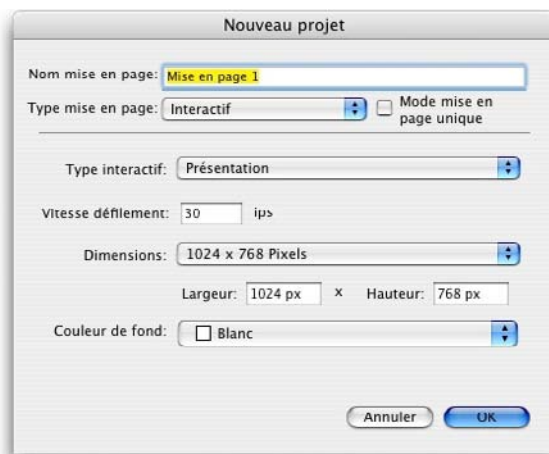 Nouveau projet
Nom mise en page: Mise en page 1
Type mise en page: Interactif Mode mise en page unique
Type interactif: Présentation
Vitesse défilement: 30 ips
Dimensions: 1024 x 768 Pixels
Largeur: 1024 px x Hauteur: 768 px
Couleur de fond: Blanc
Annuler OK